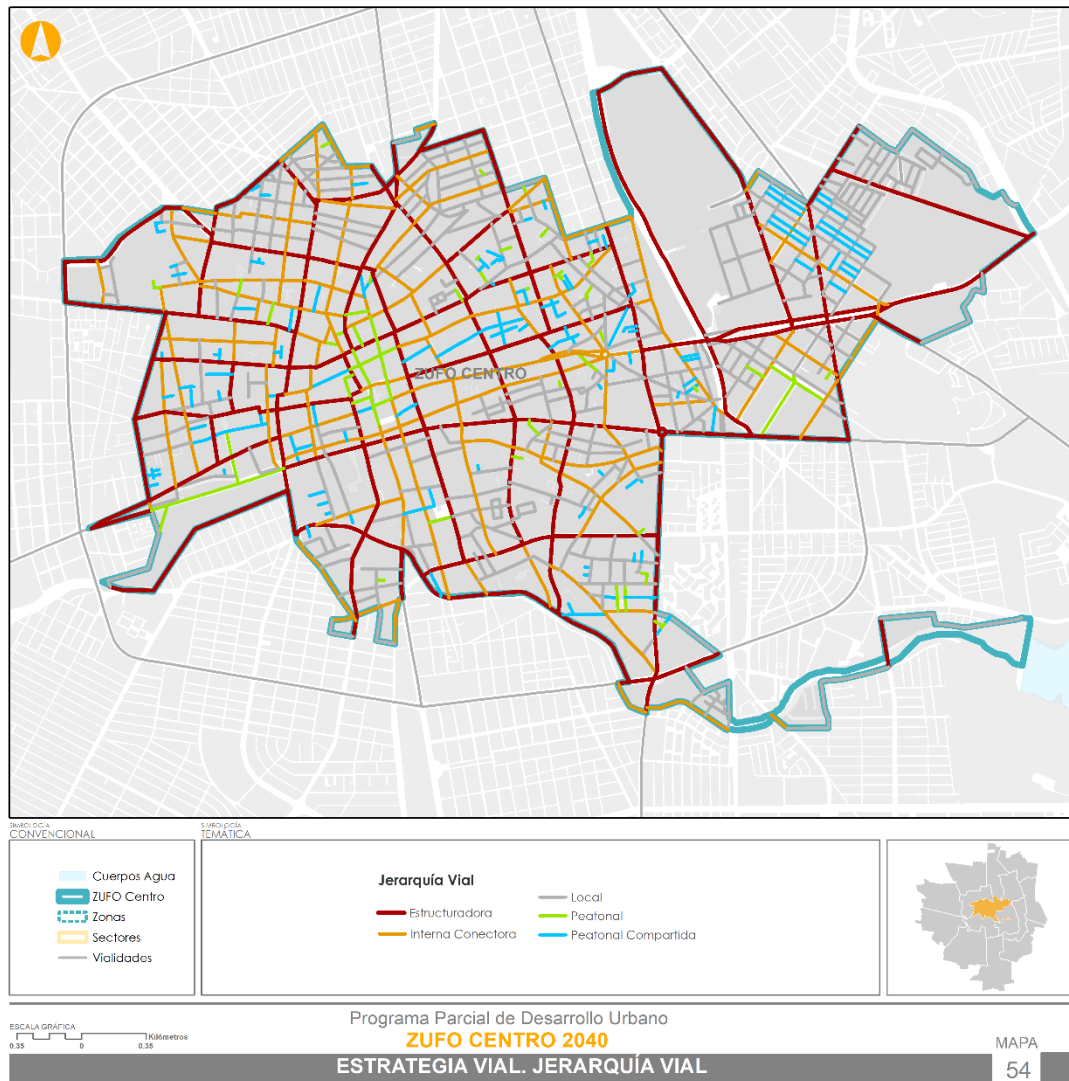 ZUFO CENTRO
SIMBOLOGÍA
CONVENCIONAL
Cuerpos Agua
ZUFO Centro
Zonas
Sectores
Vialidades
SIMBOLOGÍA
TEMATICA
Jerarquía Vial
Estructuradora
Interna Conectora
Local
Peatonal
Peatonal Compartida
ESCALA GRÁFICA
Kilómetros
0.35 0 0.35
Programa Parcial de Desarrollo Urbano
ZUFO CENTRO 2040
ESTRATEGIA VIAL. JERARQUÍA VIAL
MAPA
54